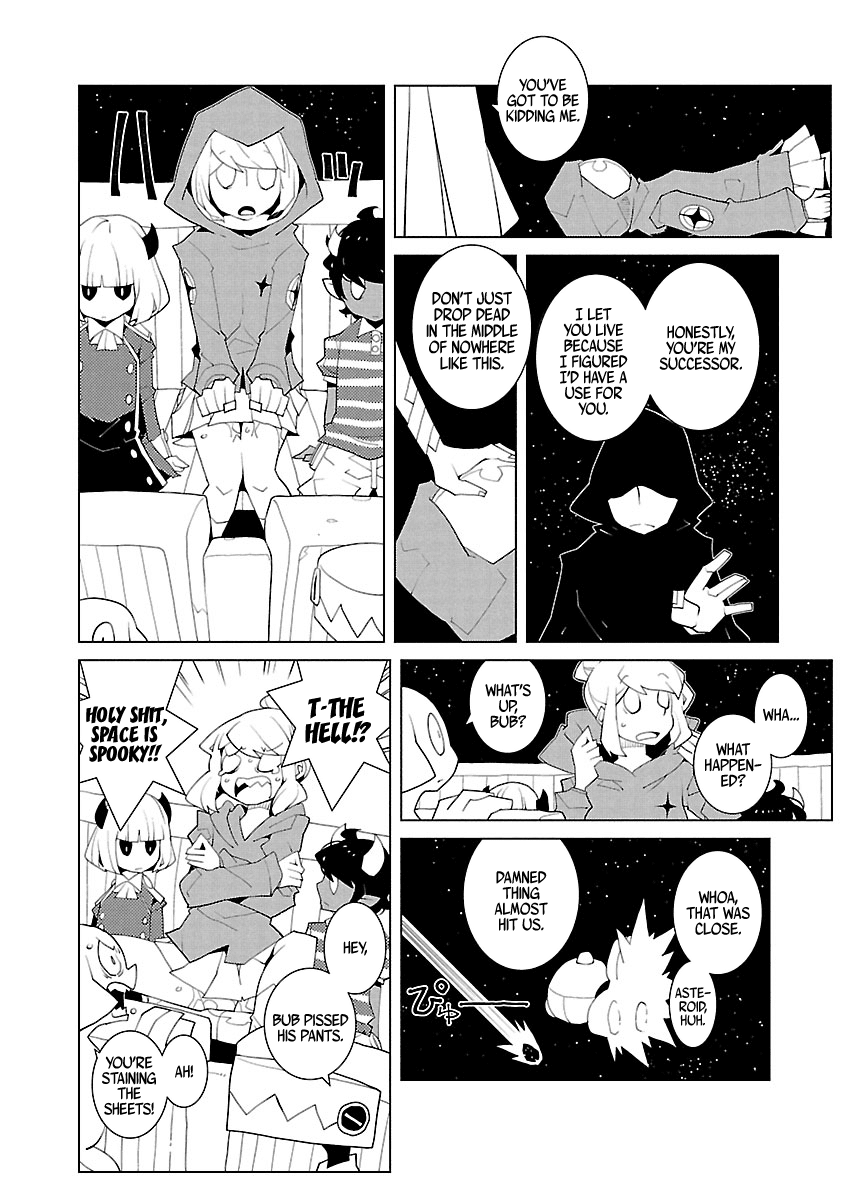 YOU'VE
GOT TO BE
KIDDING ME.
HONESTLY,
YOU'RE MY
SUCCESSOR.
I LET
YOU LIVE
BECAUSE
I FIGURED
I'D HAVE A
USE FOR
YOU.
DON'T JUST
DROP DEAD
IN THE MIDDLE
OF NOWHERE
LIKE THIS.
WHA...
WHAT
HAPPEN-
ED?
WHAT'S
UP,
BUB?
WHOA,
THAT WAS
CLOSE.
ASTE-
ROID,
HUH.
DAMNED
THING
ALMOST
HIT US.
ぴゅー
T-THE
HELL!?
HOLY SHIT,
SPACE IS
SPOOKY!!
HEY,
BUB PISSED
HIS PANTS.
AH!
YOU'RE
STAINING
THE
SHEETS!